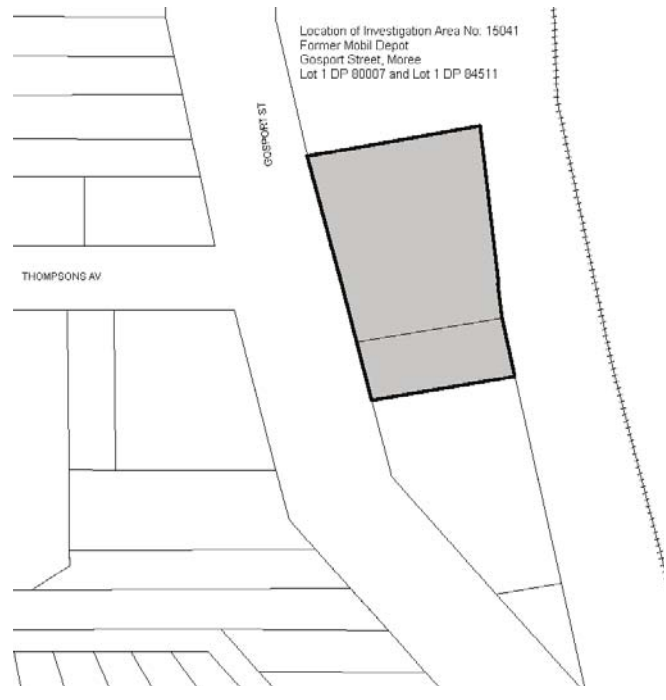 Location of Investigation Area No: 15041
Former Mobil Depot
Gosport Street, Moree
Lot 1 DP 80007 and Lot 1 DP 84511
GOSPORT ST
THOMPSONS AV